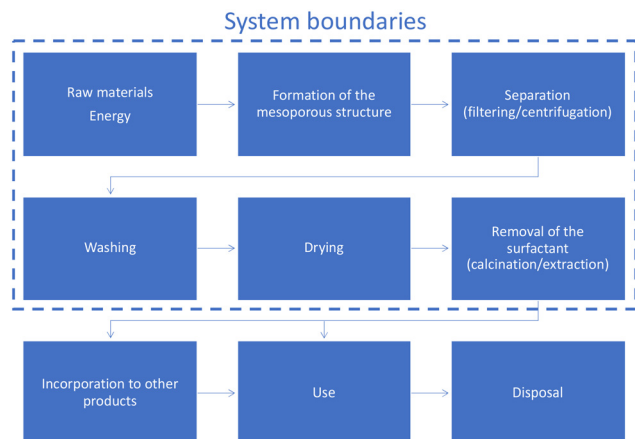 System boundaries
Raw materials
Energy
Formation of the
mesoporous structure
Separation
(filtering/centrifugation)
Washing
Drying
Removal of the
surfactant
(calcination/extraction)
Incorporation to other
products
Use
Disposal